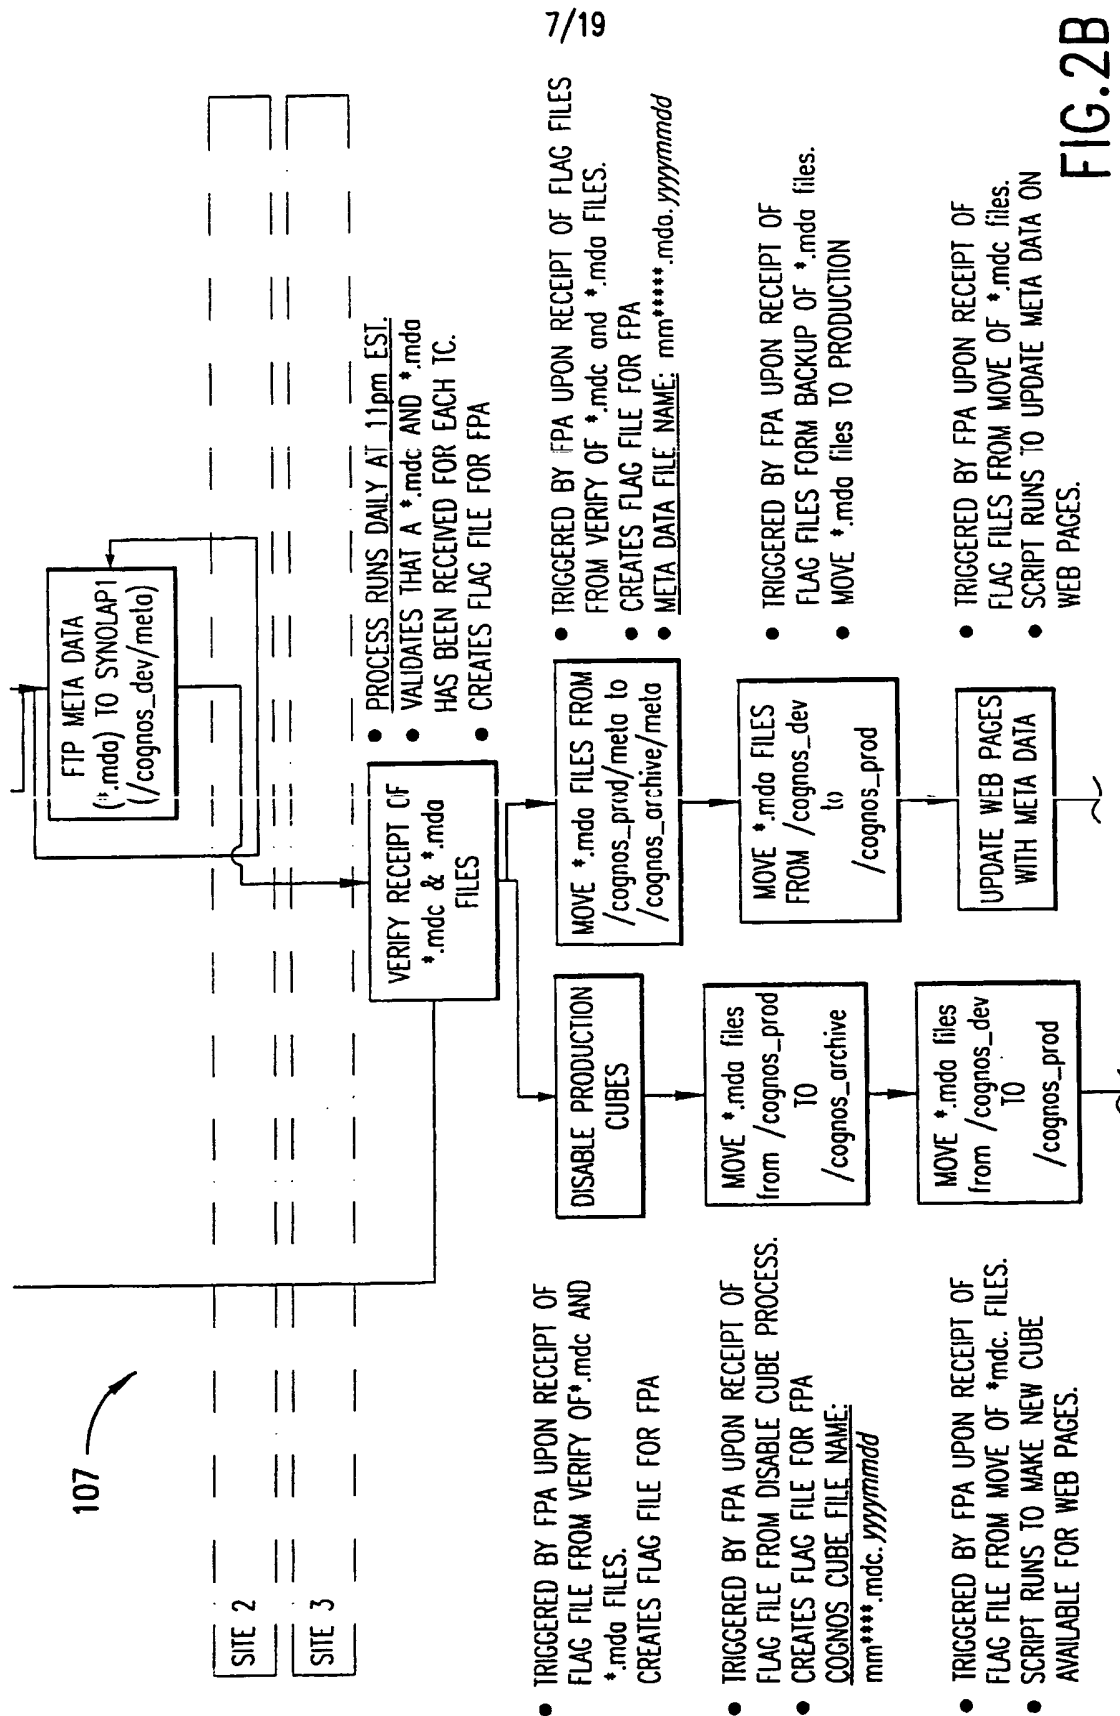 7/19
107
SITE 2
SITE 3
FTP META DATA
(*.mda) TO SYNOLAP1
(/cognos_dev/meta)
VERIFY RECEIPT OF
*.mdc & *.mda
FILES
• PROCESS RUNS DAILY AT 11pm EST.
• VALIDATES THAT A *.mdc AND *.mda
HAS BEEN RECEIVED FOR EACH TC.
• CREATES FLAG FILE FOR FPA
• TRIGGERED BY FPA UPON RECEIPT OF
FLAG FILE FROM VERIFY OF*.mdc AND
*.mda FILES.
CREATES FLAG FILE FOR FPA
DISABLE PRODUCTION
CUBES
MOVE *.mda FILES FROM
/cognos_prod/meta to
/cognos_archive/meta
• TRIGGERED BY FPA UPON RECEIPT OF FLAG FILES
FROM VERIFY OF *.mdc and *.mda FILES.
• CREATES FLAG FILE FOR FPA
• META DATA FILE NAME: mm*****.mda.yyyymmdd
• TRIGGERED BY FPA UPON RECEIPT OF
FLAG FILE FROM DISABLE CUBE PROCESS.
• CREATES FLAG FILE FOR FPA
COGNOS CUBE FILE NAME:
mm****.mdc.yyyymmdd
MOVE *.mda files
from /cognos_prod
TO
/cognos_archive
MOVE *.mda FILES
FROM /cognos_dev
to
/cognos_prod
• TRIGGERED BY FPA UPON RECEIPT OF
FLAG FILES FORM BACKUP OF *.mda files.
• MOVE *.mda files TO PRODUCTION
• TRIGGERED BY FPA UPON RECEIPT OF
FLAG FILE FROM MOVE OF *mdc. FILES.
• SCRIPT RUNS TO MAKE NEW CUBE
AVAILABLE FOR WEB PAGES.
MOVE *.mda files
from /cognos_dev
TO
/cognos_prod
UPDATE WEB PAGES
WITH META DATA
• TRIGGERED BY FPA UPON RECEIPT OF
FLAG FILES FROM MOVE OF *.mdc files.
• SCRIPT RUNS TO UPDATE META DATA ON
WEB PAGES.
FIG.2B